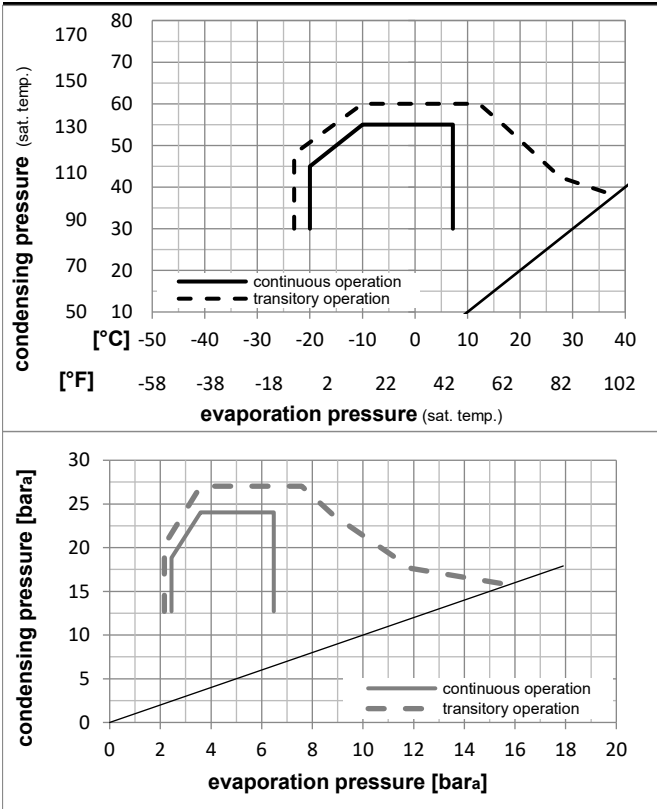 condensing pressure (sat. temp.)
170 80
70
150 60
130 50
110 40
90 30
70 20
50 10
continuous operation
transitory operation
[°C] -50 -40 -30 -20 -10 0 10 20 30 40
[°F] -58 -38 -18 2 22 42 62 82 102
evaporation pressure (sat. temp.)
condensing pressure [bara]
30
25
20
15
10
5
0
continuous operation
transitory operation
0 2 4 6 8 10 12 14 16 18 20
evaporation pressure [bara]